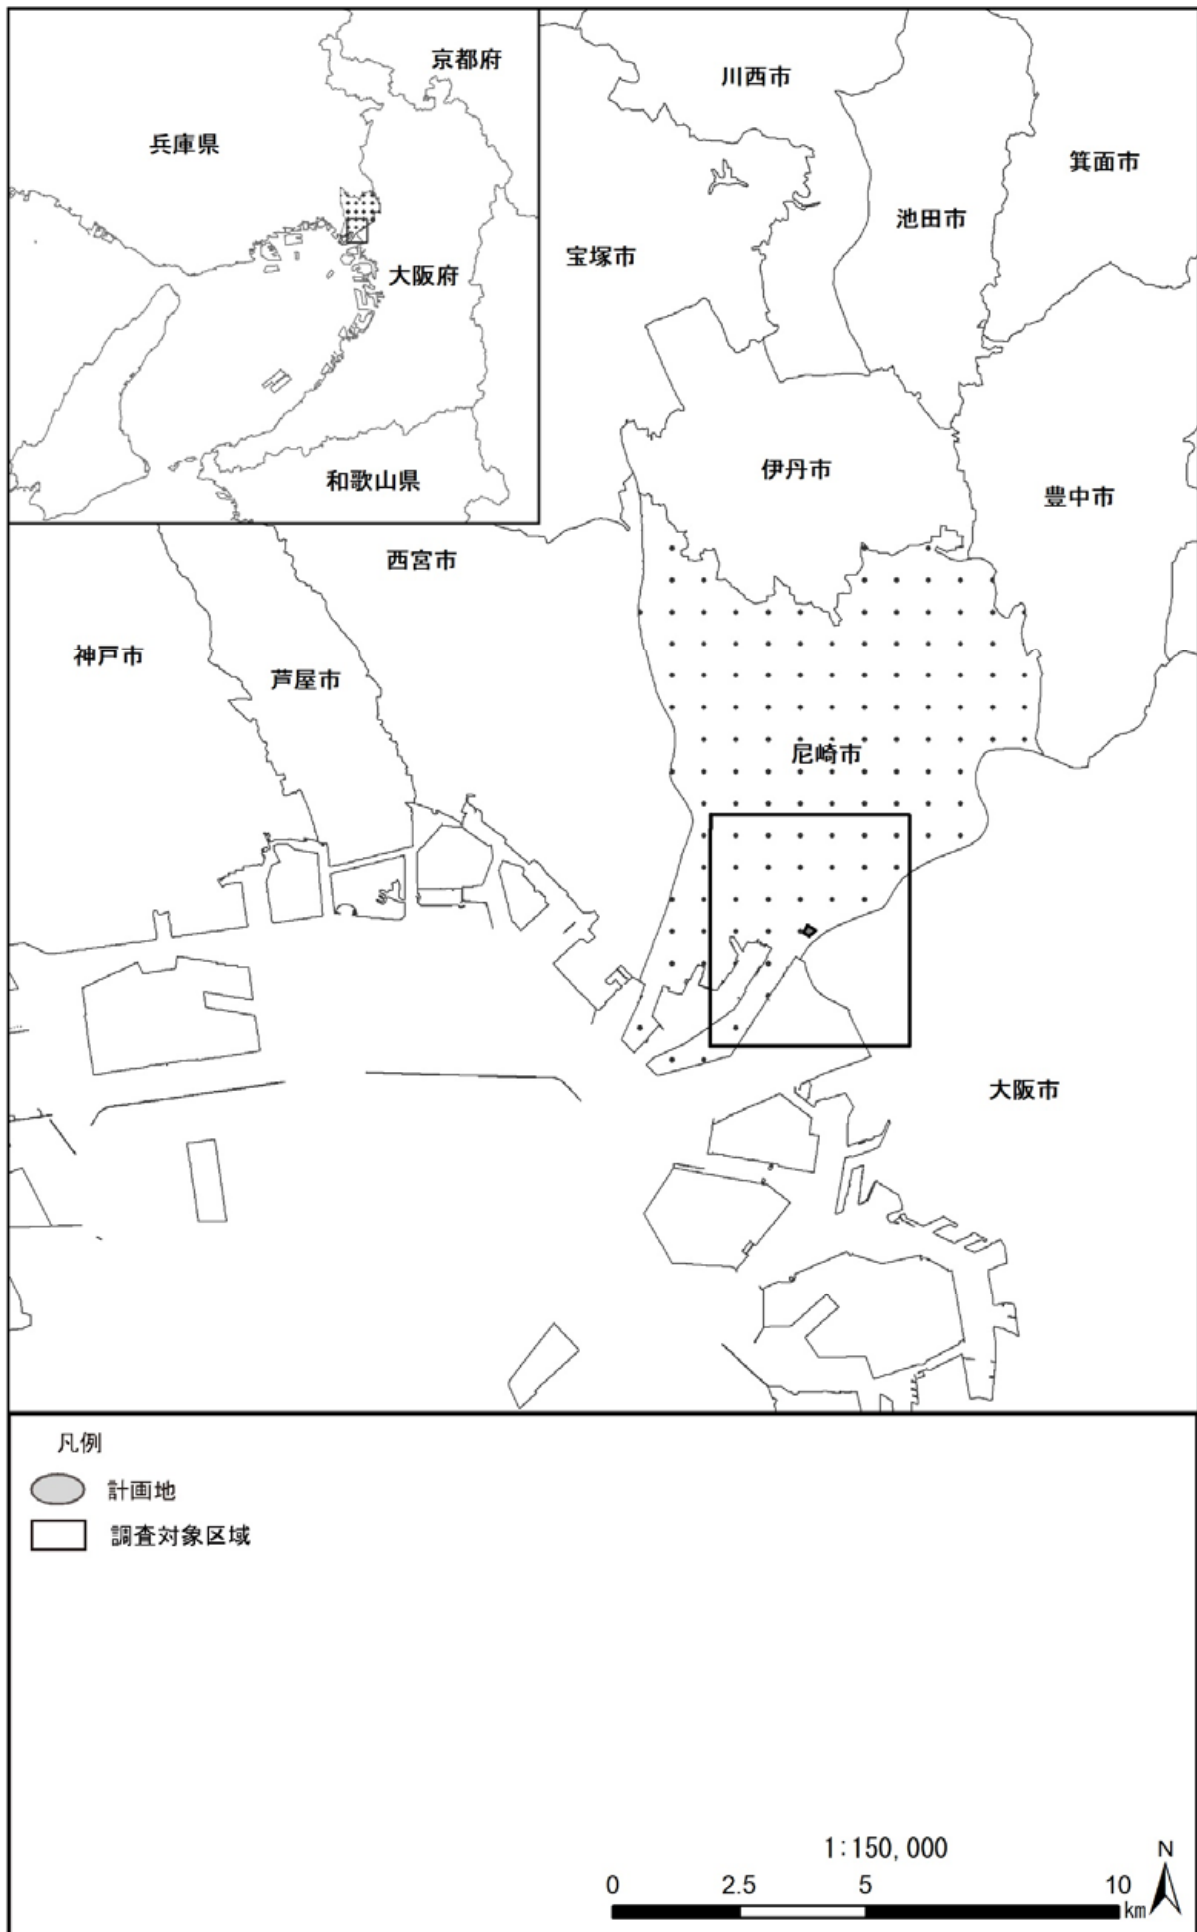 京都府
兵庫県
大阪府
和歌山県
川西市
箕面市
池田市
宝塚市
伊丹市
豊中市
西宮市
神戸市
芦屋市
尼崎市
大阪市
凡例
計画地
調査対象区域
1:150,000
N
0 2.5 5 10
km